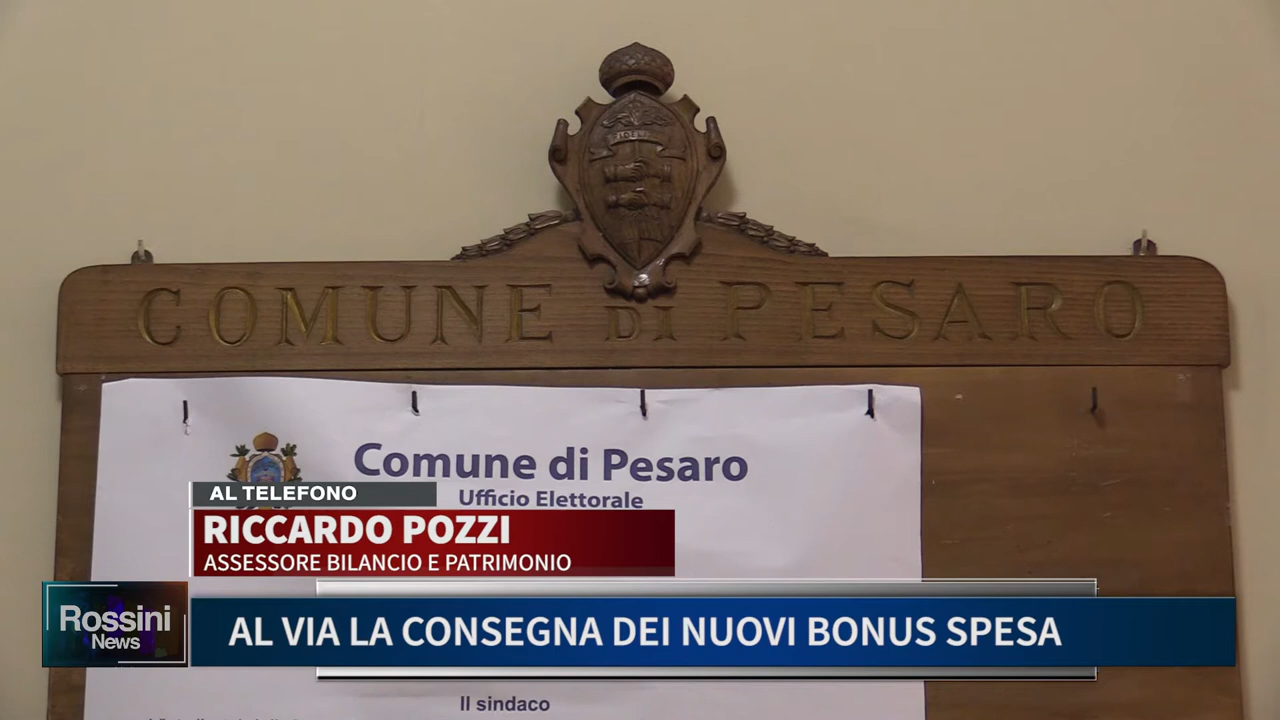 COMUNE DI PESARO
Comune di Pesaro
Ufficio Elettorale
AL TELEFONO
RICCARDO POZZI
ASSESSORE BILANCIO E PATRIMONIO
Rossini
News
AL VIA LA CONSEGNA DEI NUOVI BONUS SPESA
Il sindaco